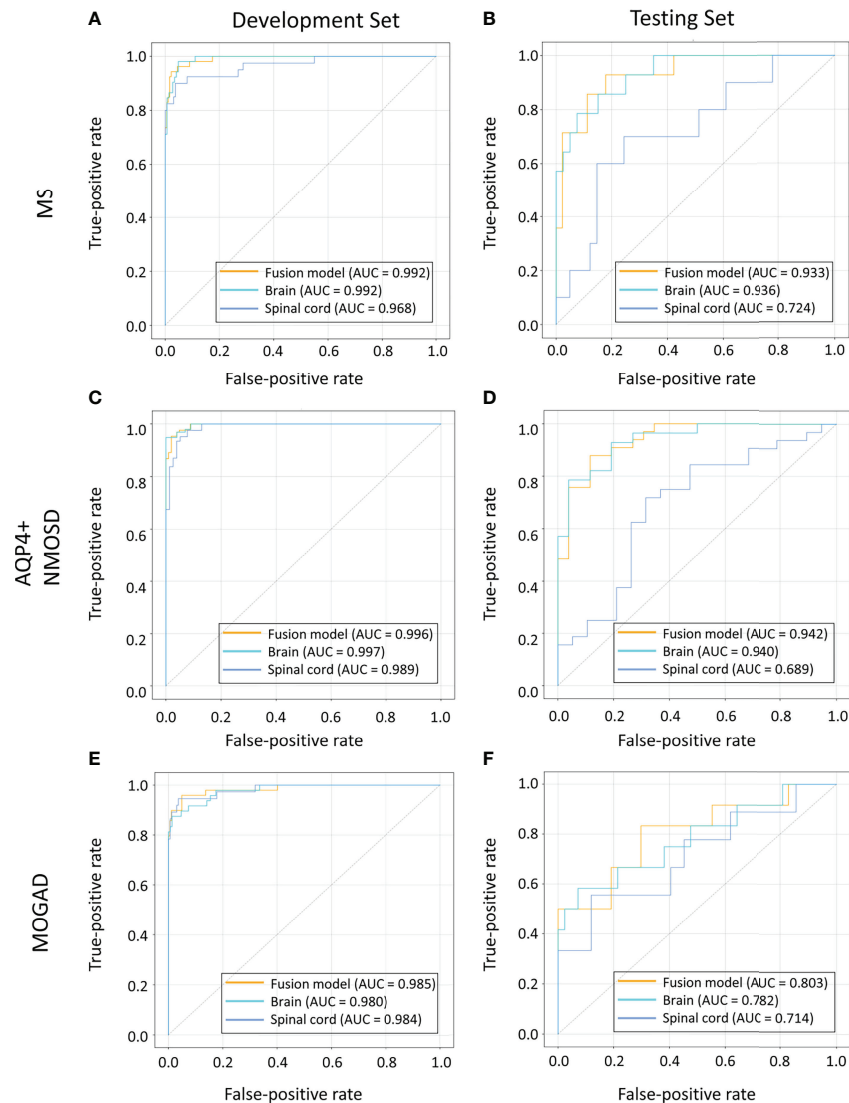 A
Development Set
B
Testing Set
MS
True-positive rate
1.0
0.8
0.6
0.4
0.2
0.0
Fusion model (AUC = 0.992)
Brain (AUC = 0.992)
Spinal cord (AUC = 0.968)
0.0 0.2 0.4 0.6 0.8 1.0
False-positive rate
True-positive rate
1.0
0.8
0.6
0.4
0.2
0.0
Fusion model (AUC = 0.933)
Brain (AUC = 0.936)
Spinal cord (AUC = 0.724)
0.0 0.2 0.4 0.6 0.8 1.0
False-positive rate
C
D
AQP4+
NMOSD
True-positive rate
1.0
0.8
0.6
0.4
0.2
0.0
Fusion model (AUC = 0.996)
Brain (AUC = 0.997)
Spinal cord (AUC = 0.989)
0.0 0.2 0.4 0.6 0.8 1.0
False-positive rate
True-positive rate
1.0
0.8
0.6
0.4
0.2
0.0
Fusion model (AUC = 0.942)
Brain (AUC = 0.940)
Spinal cord (AUC = 0.689)
0.0 0.2 0.4 0.6 0.8 1.0
False-positive rate
E
F
MOGAD
True-positive rate
1.0
0.8
0.6
0.4
0.2
0.0
Fusion model (AUC = 0.985)
Brain (AUC = 0.980)
Spinal cord (AUC = 0.984)
0.0 0.2 0.4 0.6 0.8 1.0
False-positive rate
True-positive rate
1.0
0.8
0.6
0.4
0.2
0.0
Fusion model (AUC = 0.803)
Brain (AUC = 0.782)
Spinal cord (AUC = 0.714)
0.0 0.2 0.4 0.6 0.8 1.0
False-positive rate